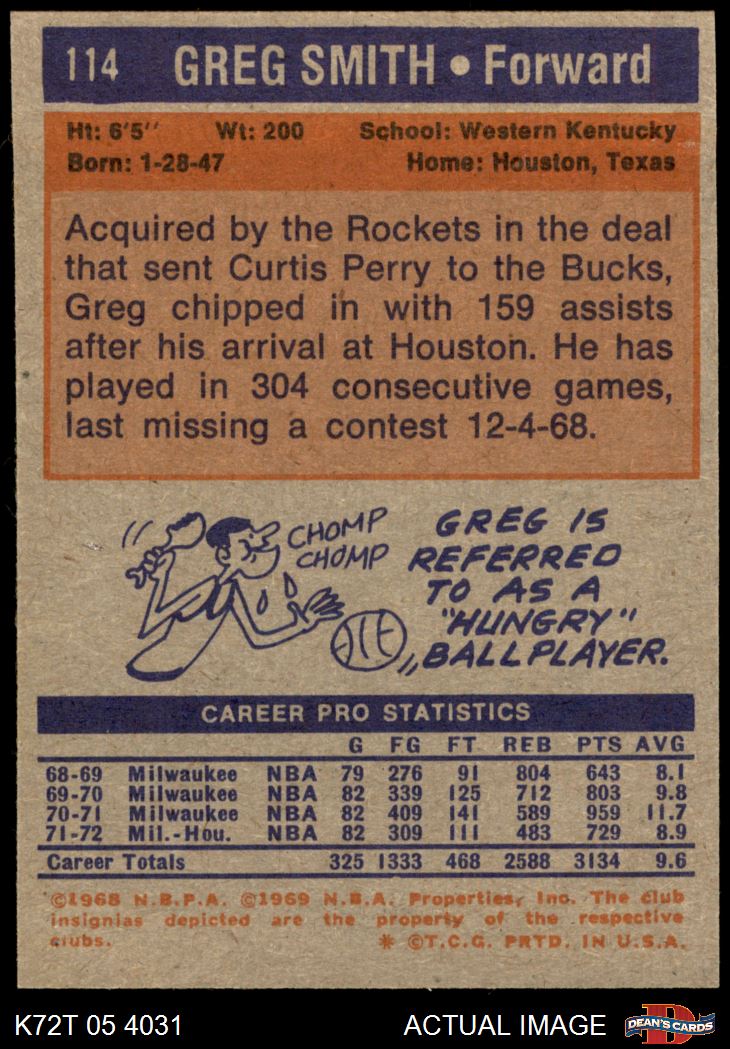 114 GREG SMITH • Forward
Ht: 6'5'' Wt: 200 School: Western Kentucky
Born: 1-28-47 Home: Houston, Texas
Acquired by the Rockets in the deal
that sent Curtis Perry to the Bucks,
Greg chipped in with 159 assists
after his arrival at Houston. He has
played in 304 consecutive games,
last missing a contest 12-4-68.
CHOMP
CHOMP
GREG IS
REFERRED
TO AS A
"HUNGRY"
BALLPLAYER.
CAREER PRO STATISTICS
G FG FT REB PTS AVG
68-69 Milwaukee NBA 79 276 91 804 643 8.1
69-70 Milwaukee NBA 82 339 125 712 803 9.8
70-71 Milwaukee NBA 82 409 141 589 959 11.7
71-72 Mil.-Hou. NBA 82 309 111 483 729 8.9
Career Totals 325 1333 468 2588 3134 9.6
©1968 N.B.P.A. ©1969 N.B.A. Properties, Inc. The club
insignias depicted are the property of the respective
clubs. * ©T.C.G. PRTD. IN U.S.A.
K72T 05 4031 ACTUAL IMAGE
D
DEAN'S CARDS